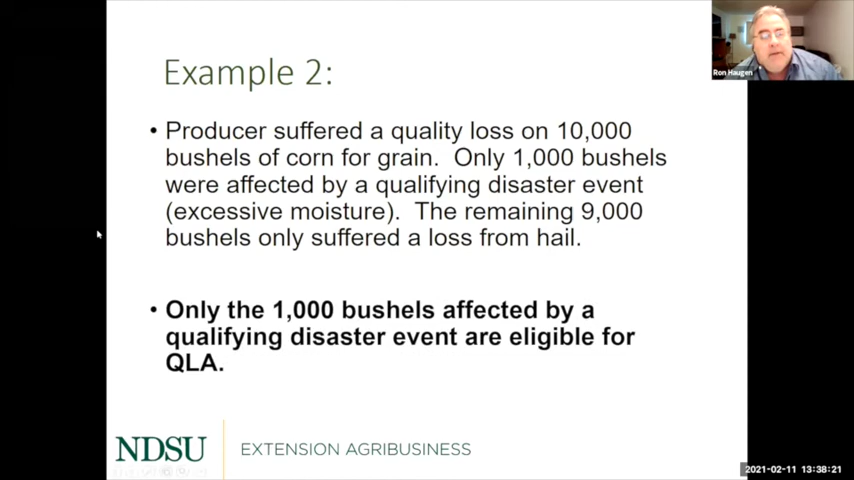 Example 2:
Ron Haugen
• Producer suffered a quality loss on 10,000
bushels of corn for grain.  Only 1,000 bushels
were affected by a qualifying disaster event
(excessive moisture).  The remaining 9,000
bushels only suffered a loss from hail.
• Only the 1,000 bushels affected by a
qualifying disaster event are eligible for
QLA.
NDSU EXTENSION AGRIBUSINESS
2021-02-11 13:38:21